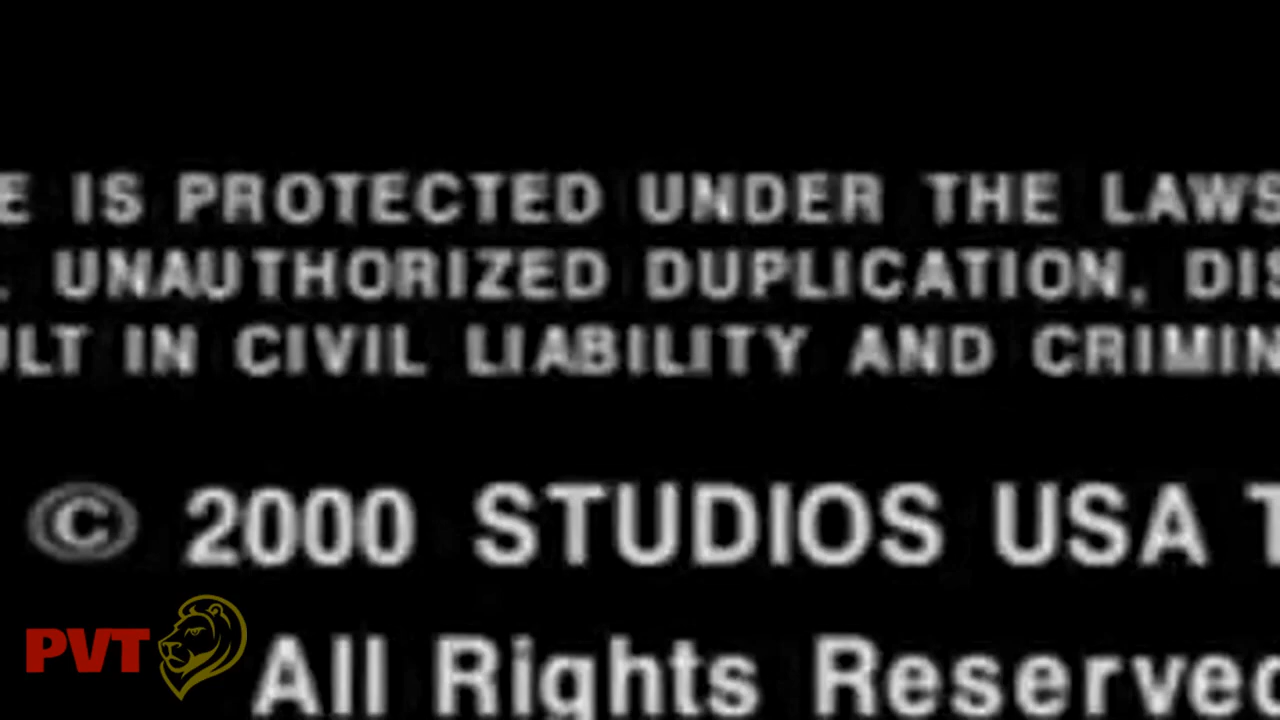 E IS PROTECTED UNDER THE LAWS
. UNAUTHORIZED DUPLICATION, DIS
ULT IN CIVIL LIABILITY AND CRIMIN
© 2000 STUDIOS USA T
All Rights Reserved
PVT